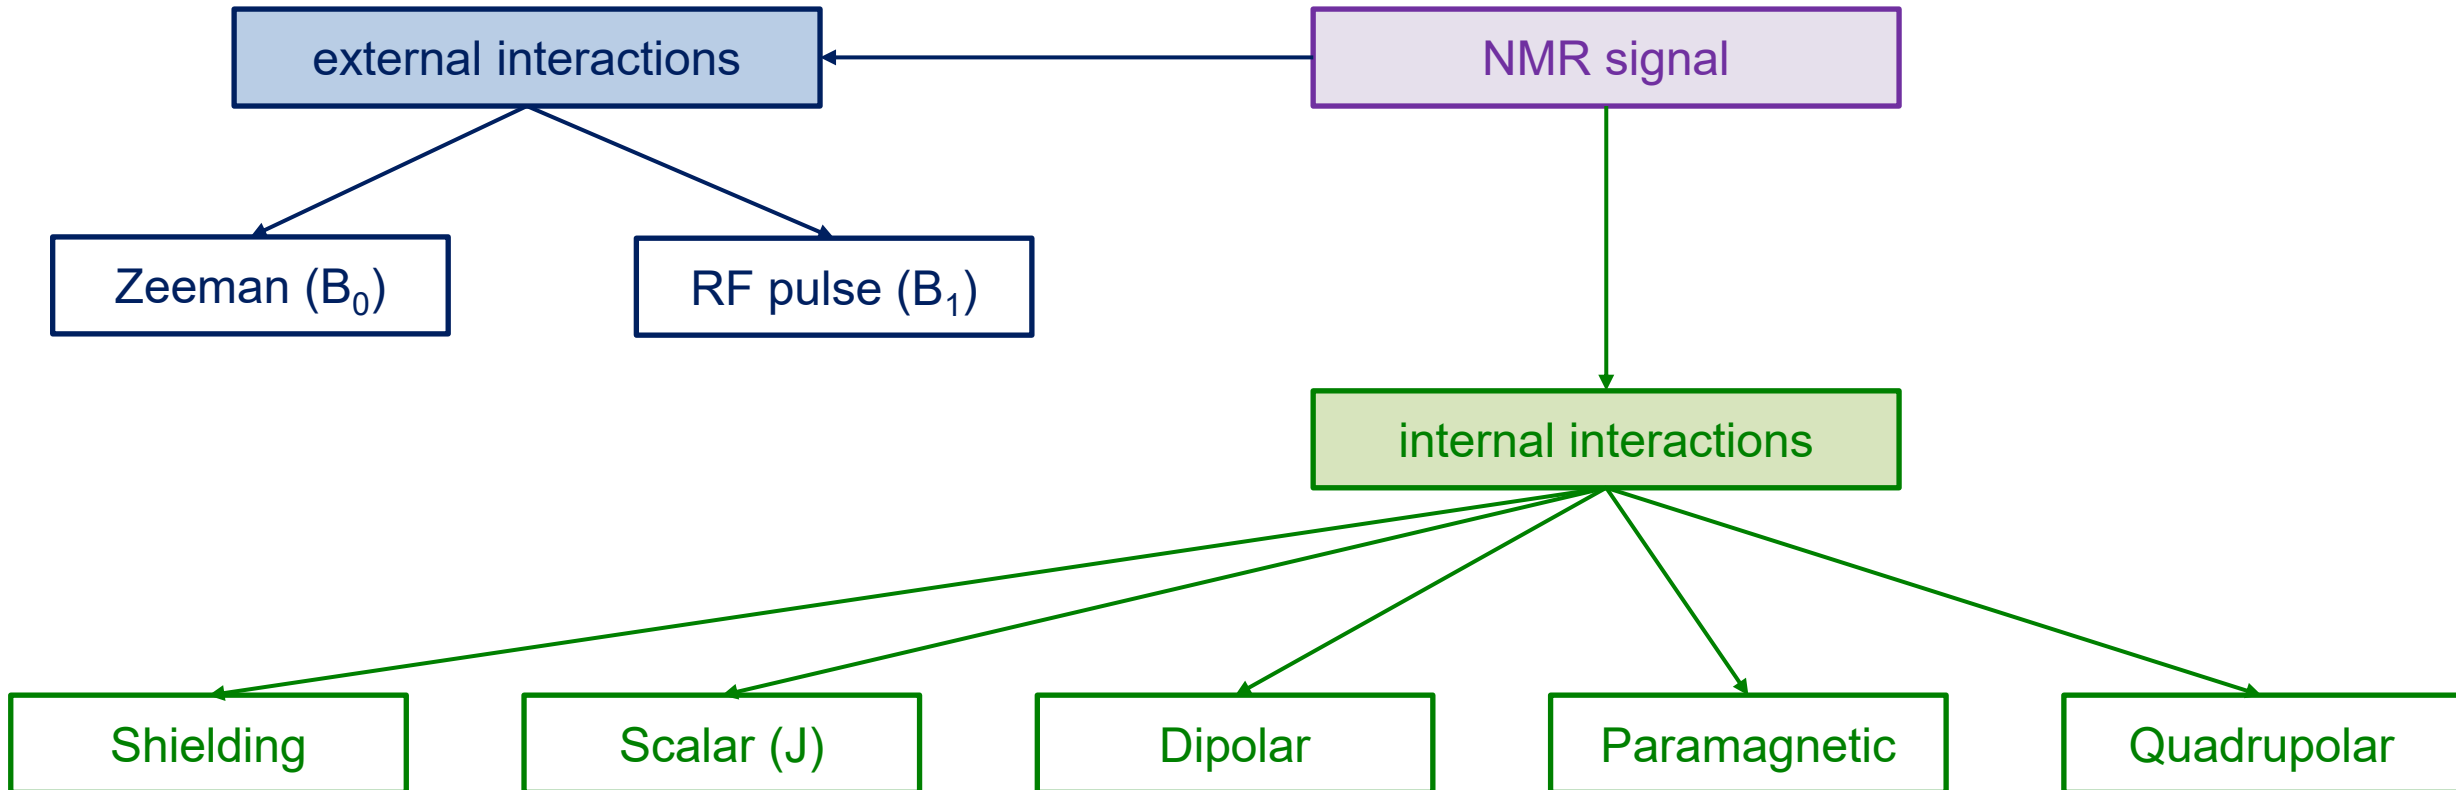 external interactions
NMR signal
Zeeman (B₀)
RF pulse (B₁)
internal interactions
Shielding
Scalar (J)
Dipolar
Paramagnetic
Quadrupolar